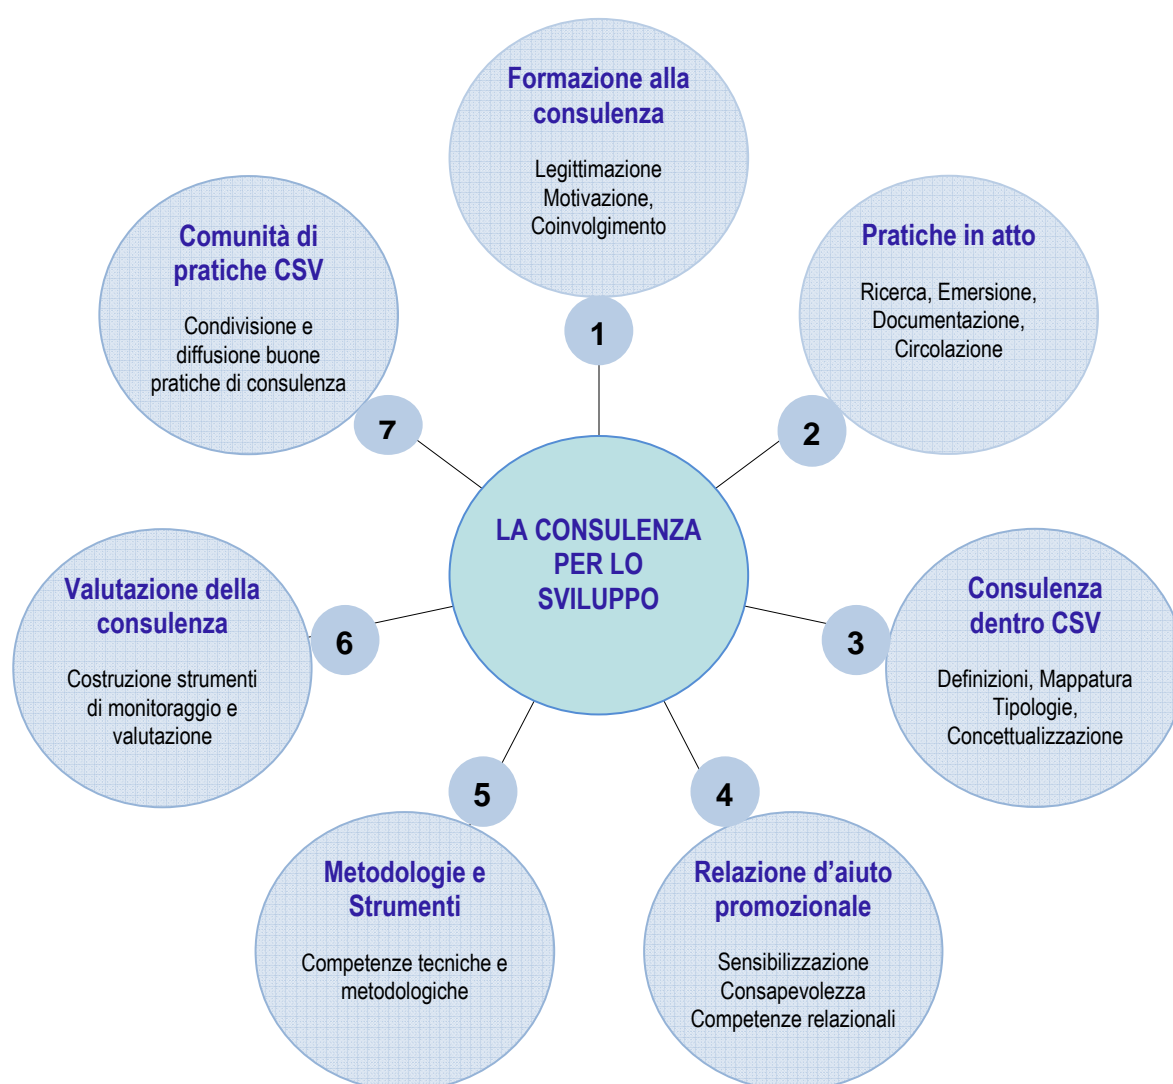 Formazione alla
consulenza
Legittimazione
Motivazione,
Coinvolgimento
1
Pratiche in atto
Ricerca, Emersione,
Documentazione,
Circolazione
2
Consulenza
dentro CSV
Definizioni, Mappatura
Tipologie,
Concettualizzazione
3
Relazione d’aiuto
promozionale
Sensibilizzazione
Consapevolezza
Competenze relazionali
4
Metodologie e
Strumenti
Competenze tecniche e
metodologiche
5
Valutazione della
consulenza
Costruzione strumenti
di monitoraggio e
valutazione
6
Comunità di
pratiche CSV
Condivisione e
diffusione buone
pratiche di consulenza
7
LA CONSULENZA
PER LO
SVILUPPO